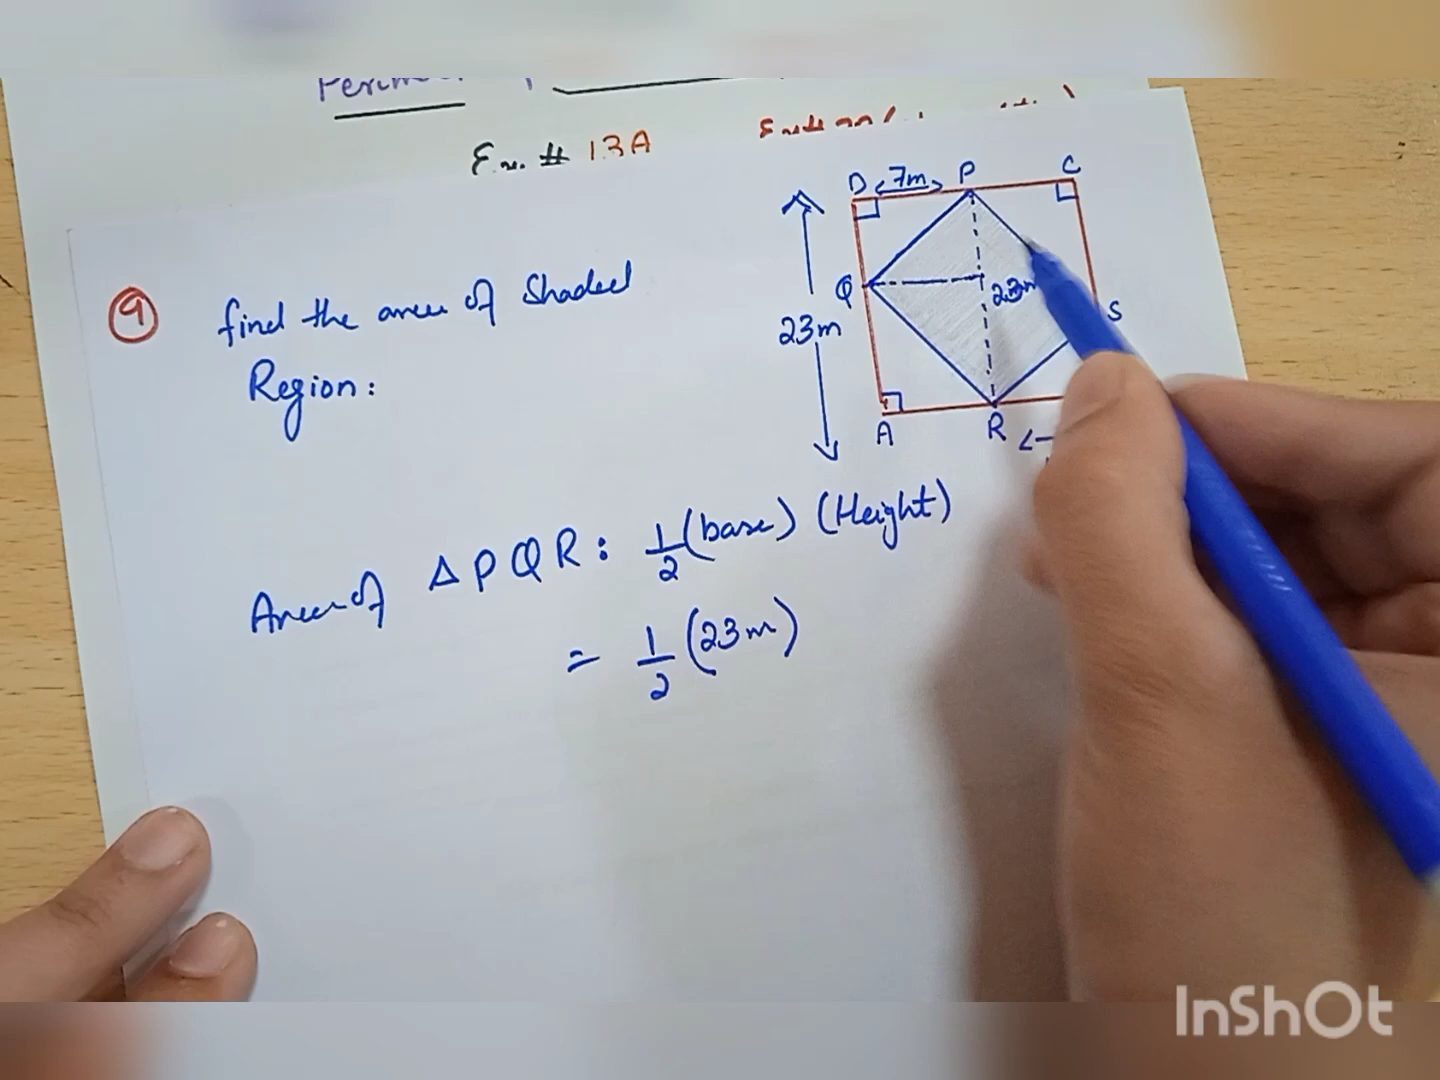 Ex. # 13A
D 7m P C
9 find the area of Shaded
Q 23m S
23m
Region:
A R
Area of Δ P Q R : 1/2 (base) (Height)
= 1/2 (23m)
InShOt